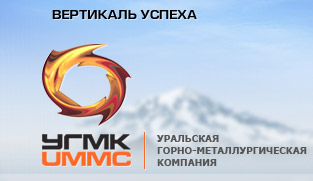 ВЕРТИКАЛЬ УСПЕХА
УГМК
UMMC
УРАЛЬСКАЯ
ГОРНО-МЕТАЛЛУРГИЧЕСКАЯ
КОМПАНИЯ